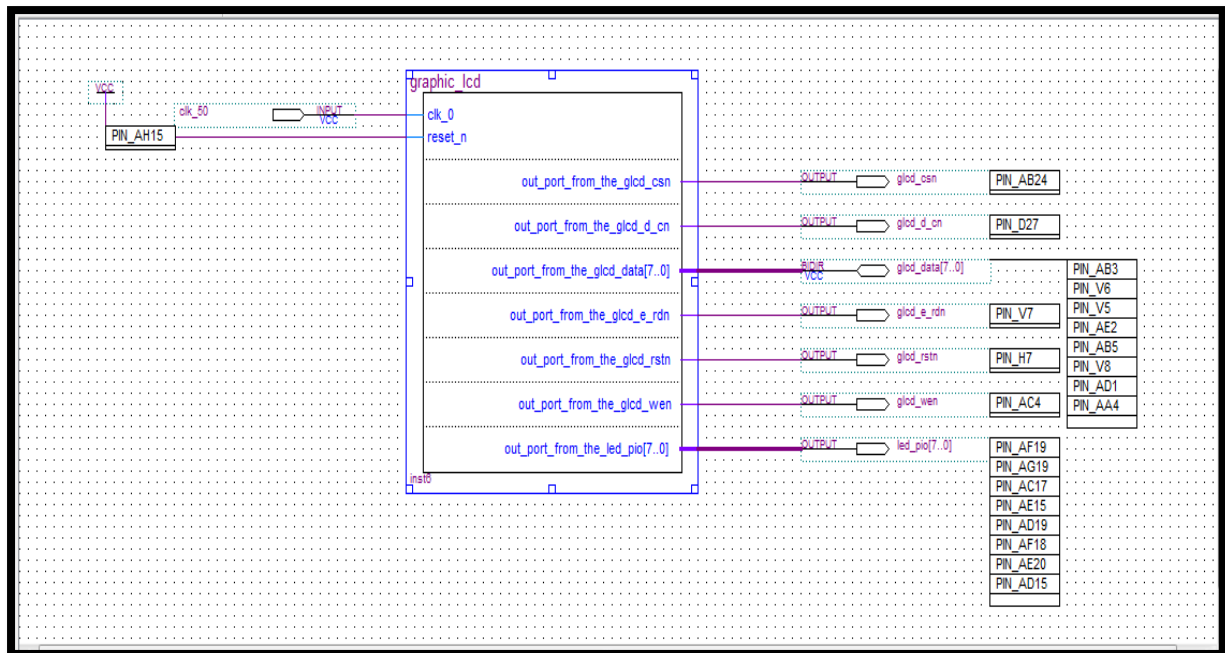 VCC
clk_50
INPUT
VCC
PIN_AH15
graphic_lcd
clk_0
reset_n
out_port_from_the_glcd_csn
OUTPUT
glcd_csn
PIN_AB24
out_port_from_the_glcd_d_cn
OUTPUT
glcd_d_cn
PIN_D27
out_port_from_the_glcd_data[7..0]
BIDIR
VCC
glcd_data[7..0]
PIN_AB3
PIN_V6
PIN_V5
PIN_AE2
PIN_AB5
PIN_V8
PIN_AD1
PIN_AA4
out_port_from_the_glcd_e_rdn
OUTPUT
glcd_e_rdn
PIN_V7
out_port_from_the_glcd_rstn
OUTPUT
glcd_rstn
PIN_H7
out_port_from_the_glcd_wen
OUTPUT
glcd_wen
PIN_AC4
out_port_from_the_led_pio[7..0]
OUTPUT
led_pio[7..0]
PIN_AF19
PIN_AG19
PIN_AC17
PIN_AE15
PIN_AD19
PIN_AF18
PIN_AE20
PIN_AD15
inst6